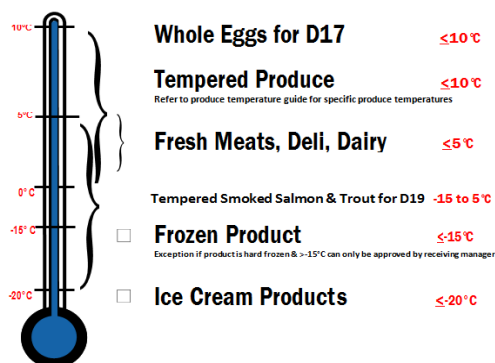 10°C
Whole Eggs for D17 ≤10°C
Tempered Produce ≤10°C
Refer to produce temperature guide for specific produce temperatures
5°C
Fresh Meats, Deli, Dairy ≤5°C
0°C
Tempered Smoked Salmon & Trout for D19 -15 to 5°C
-15°C
Frozen Product ≤-15°C
Exception if product is hard frozen & >-15°C can only be approved by receiving manager
-20°C
Ice Cream Products ≤-20°C